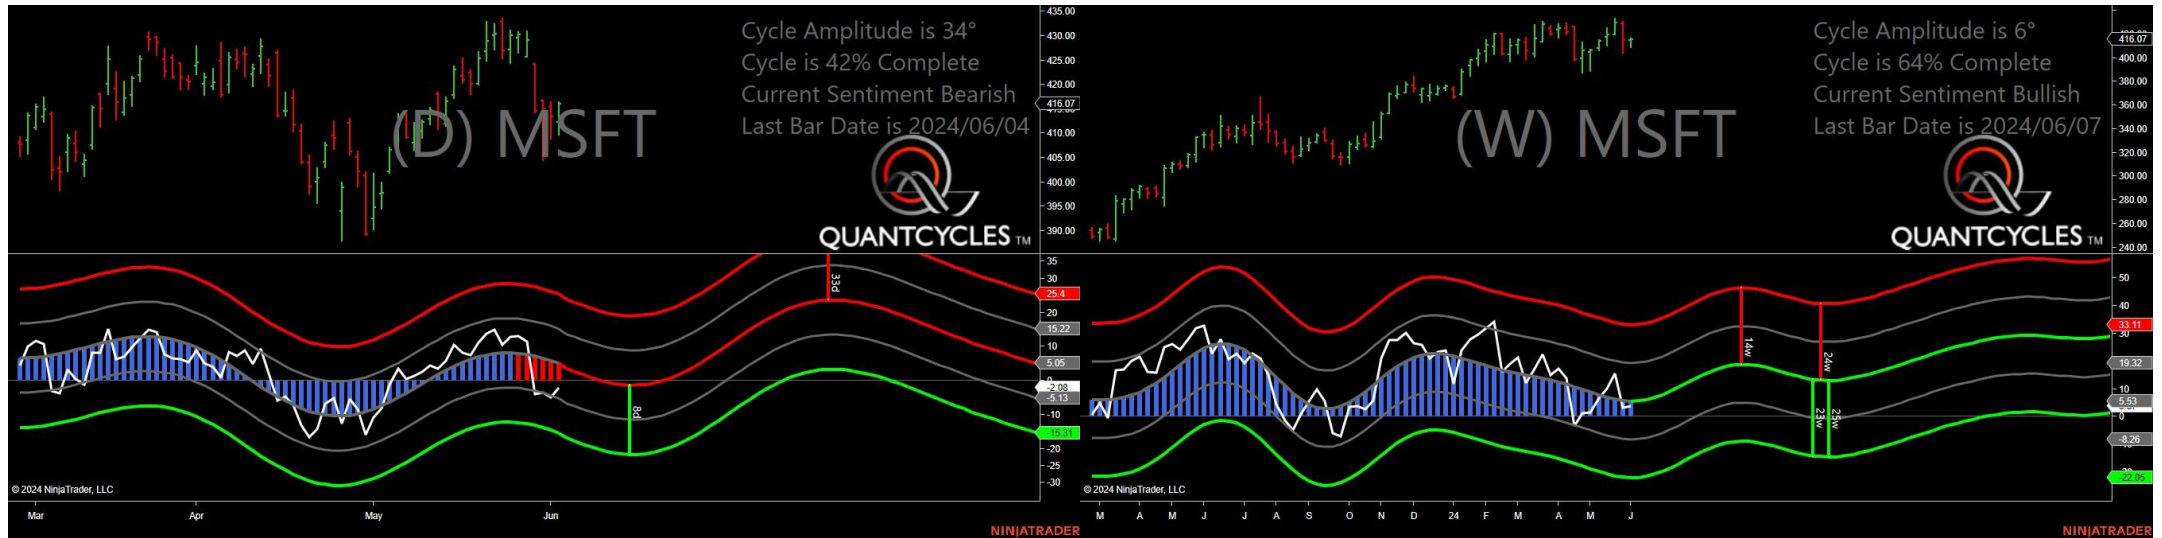 Cycle Amplitude is 34°
Cycle is 42% Complete
Current Sentiment Bearish
Last Bar Date is 2024/06/04
(D) MSFT
QUANTCYCLES TM
435.00
430.00
425.00
420.00
416.07
410.00
405.00
400.00
395.00
390.00
35
30
25.4
20
15.22
10
5.05
-2.08
-5.13
-10
-15.31
-20
-25
-30
33d
8d
© 2024 NinjaTrader, LLC
Mar
Apr
May
Jun
NINJATRADER
Cycle Amplitude is 6°
Cycle is 64% Complete
Current Sentiment Bullish
Last Bar Date is 2024/06/07
(W) MSFT
QUANTCYCLES TM
416.07
400.00
380.00
360.00
340.00
320.00
300.00
280.00
260.00
240.00
50
40
33.11
30
19.32
10
5.53
0
-8.26
-22.05
14w
24w
23w
25w
© 2024 NinjaTrader, LLC
M A M J J A S O N D 24 F M A M J
NINJATRADER